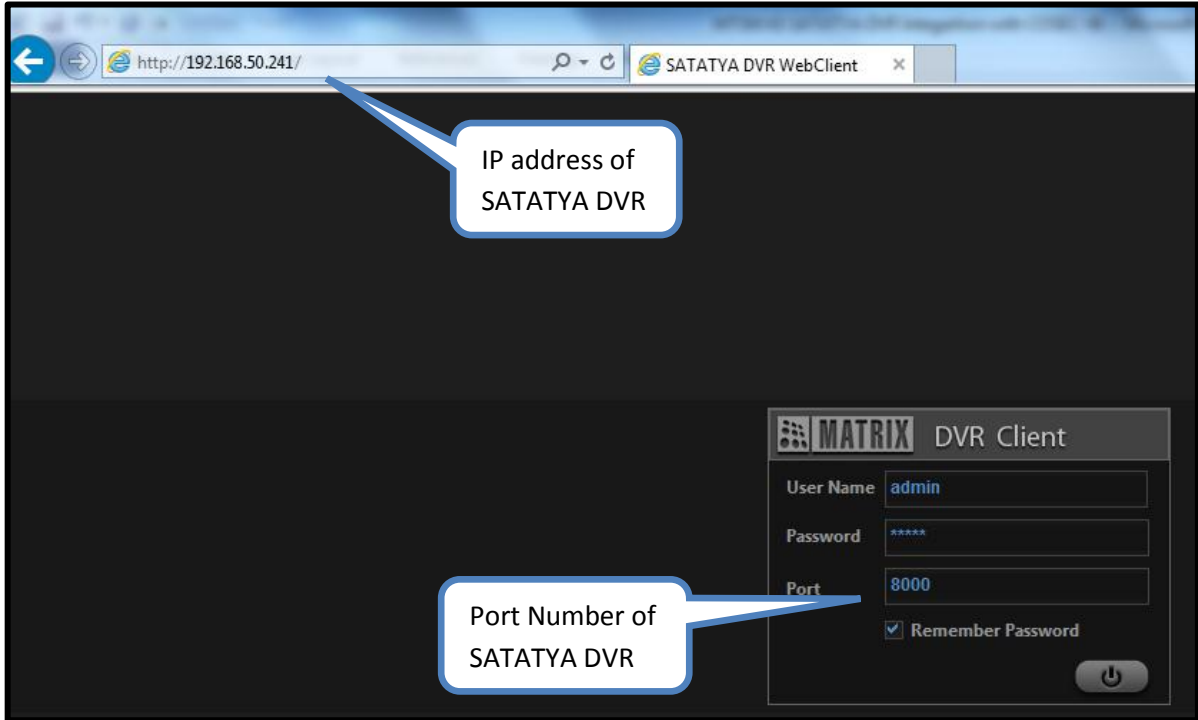 http://192.168.50.241/
SATATYA DVR WebClient
IP address of
SATATYA DVR
MATRIX DVR Client
User Name admin
Password *****
Port 8000
Port Number of
SATATYA DVR
Remember Password